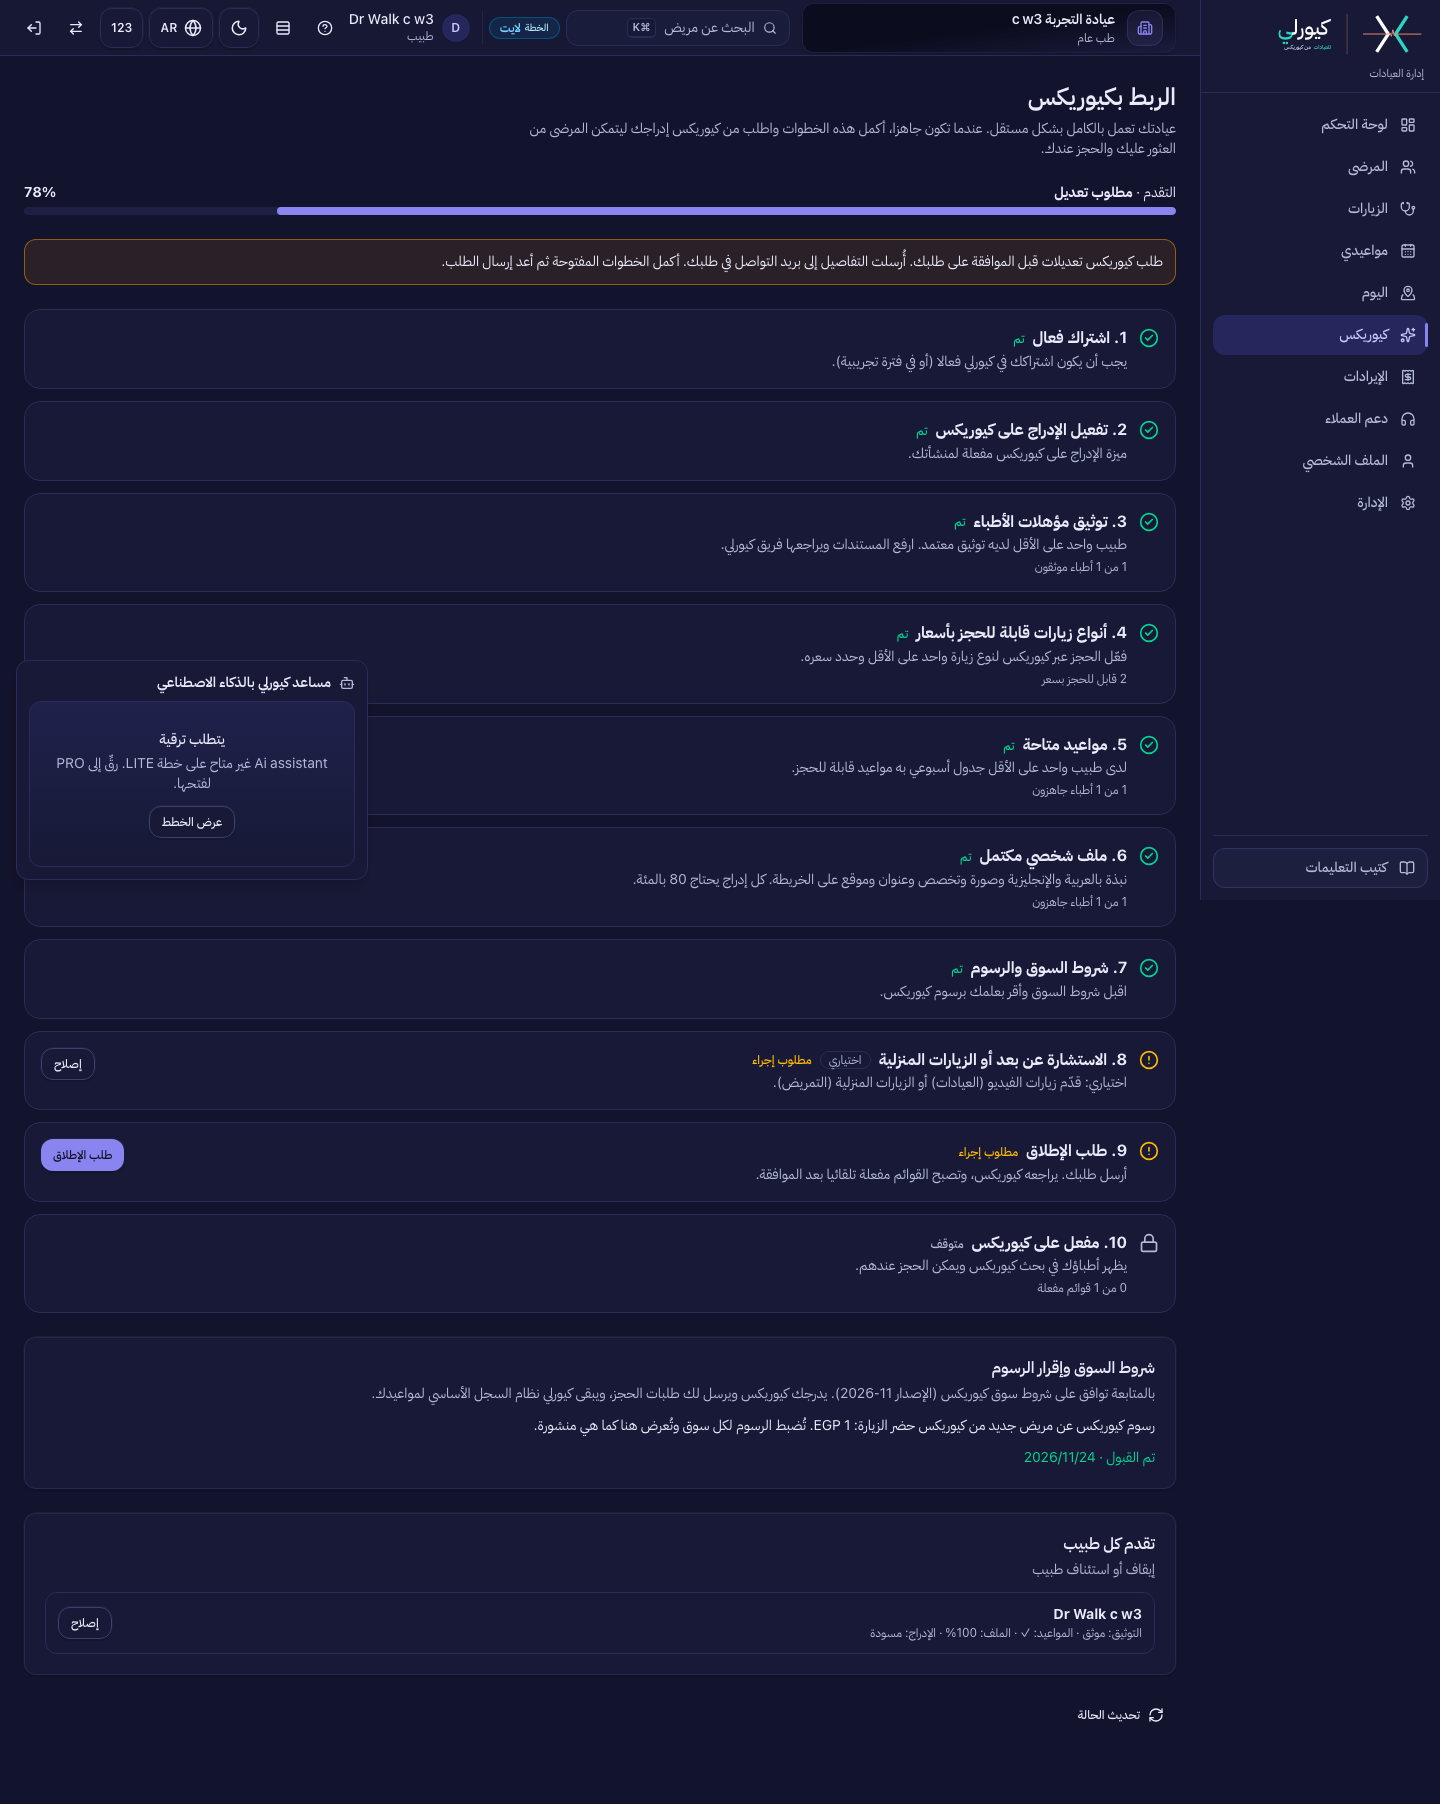 كيورلي
للعيادات من كيوريكس
إدارة العيادات
لوحة التحكم
المرضى
الزيارات
مواعيدي
اليوم
كيوريكس
الإيرادات
دعم العملاء
الملف الشخصي
الإدارة
كتيب التعليمات
عيادة التجربة c w3
طب عام
البحث عن مريض
⌘K
الخطة لايت
D
Dr Walk c w3
طبيب
AR
123
الربط بكيوريكس
عيادتك تعمل بالكامل بشكل مستقل. عندما تكون جاهزا، أكمل هذه الخطوات واطلب من كيوريكس إدراجك ليتمكن المرضى من
العثور عليك والحجز عندك.
التقدم · مطلوب تعديل
78%
طلب كيوريكس تعديلات قبل الموافقة على طلبك. أُرسلت التفاصيل إلى بريد التواصل في طلبك. أكمل الخطوات المفتوحة ثم أعد إرسال الطلب.
1. اشتراك فعال تم
يجب أن يكون اشتراكك في كيورلي فعالا (أو في فترة تجريبية).
2. تفعيل الإدراج على كيوريكس تم
ميزة الإدراج على كيوريكس مفعلة لمنشأتك.
3. توثيق مؤهلات الأطباء تم
طبيب واحد على الأقل لديه توثيق معتمد. ارفع المستندات ويراجعها فريق كيورلي.
1 من 1 أطباء موثقون
4. أنواع زيارات قابلة للحجز بأسعار تم
فعّل الحجز عبر كيوريكس لنوع زيارة واحد على الأقل وحدد سعره.
2 قابل للحجز بسعر
5. مواعيد متاحة تم
لدى طبيب واحد على الأقل جدول أسبوعي به مواعيد قابلة للحجز.
1 من 1 أطباء جاهزون
6. ملف شخصي مكتمل تم
نبذة بالعربية والإنجليزية وصورة وتخصص وعنوان وموقع على الخريطة. كل إدراج يحتاج 80 بالمئة.
1 من 1 أطباء جاهزون
مساعد كيورلي بالذكاء الاصطناعي
يتطلب ترقية
Ai assistant غير متاح على خطة LITE. رقٍّ إلى PRO
لفتحها.
عرض الخطط
7. شروط السوق والرسوم تم
اقبل شروط السوق وأقر بعلمك برسوم كيوريكس.
8. الاستشارة عن بعد أو الزيارات المنزلية اختياري مطلوب إجراء
اختياري: قدّم زيارات الفيديو (العيادات) أو الزيارات المنزلية (التمريض).
إصلاح
9. طلب الإطلاق مطلوب إجراء
أرسل طلبك. يراجعه كيوريكس، وتصبح القوائم مفعلة تلقائيا بعد الموافقة.
طلب الإطلاق
10. مفعل على كيوريكس متوقف
يظهر أطباؤك في بحث كيوريكس ويمكن الحجز عندهم.
0 من 1 قوائم مفعلة
شروط السوق وإقرار الرسوم
بالمتابعة توافق على شروط سوق كيوريكس (الإصدار 11-2026). يدرجك كيوريكس ويرسل لك طلبات الحجز، ويبقى كيورلي نظام السجل الأساسي لمواعيدك.
رسوم كيوريكس عن مريض جديد من كيوريكس حضر الزيارة: EGP 1. تُضبط الرسوم لكل سوق وتُعرض هنا كما هي منشورة.
تم القبول · 2026/11/24
تقدم كل طبيب
إيقاف أو استئناف طبيب
Dr Walk c w3
التوثيق: موثق · المواعيد: ✓ · الملف: 100% · الإدراج: مسودة
إصلاح
تحديث الحالة